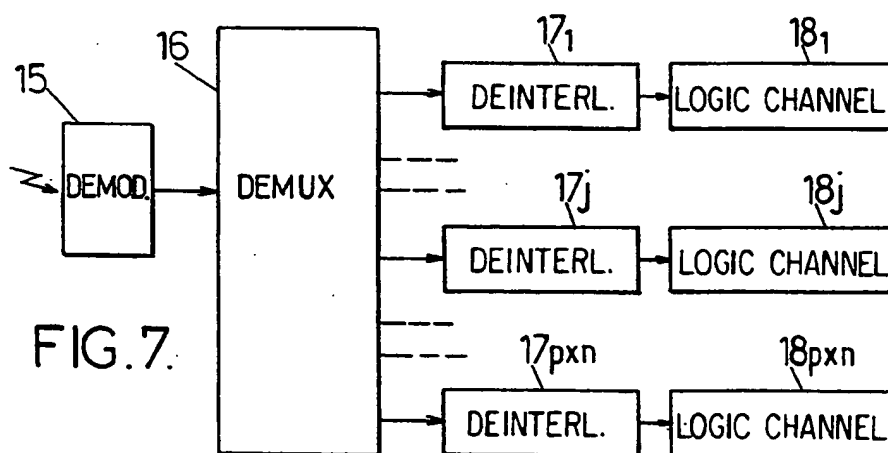 15
16
17₁
18₁
DEMOD.
DEMUX
DEINTERL.
LOGIC CHANNEL
17j
18j
DEINTERL.
LOGIC CHANNEL
17pxn
18pxn
DEINTERL.
LOGIC CHANNEL
FIG.7.